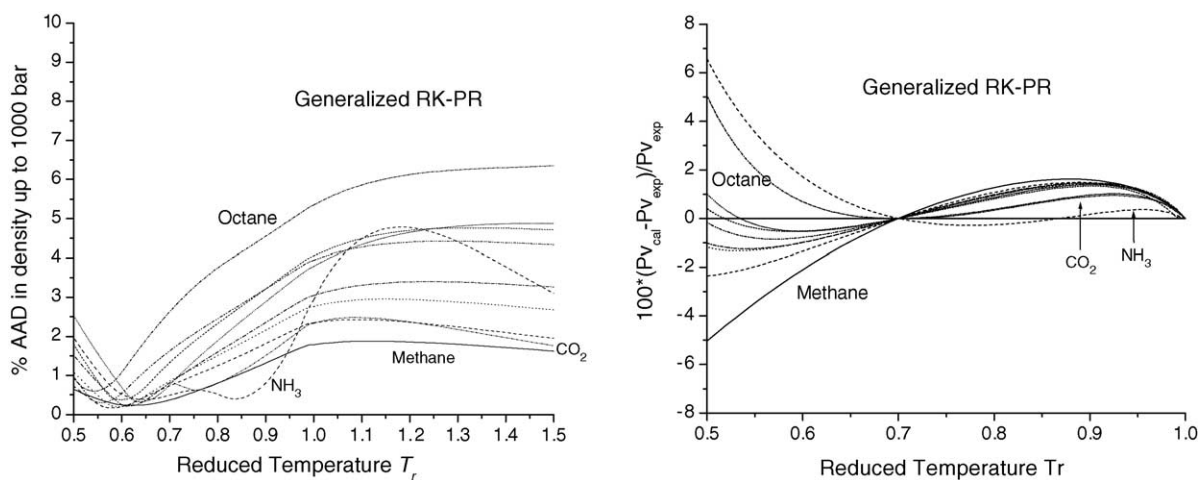 10
9
8
7
6
5
4
3
2
1
0
% AAD in density up to 1000 bar
Generalized RK-PR
Octane
Methane
NH₃
CO₂
0.5 0.6 0.7 0.8 0.9 1.0 1.1 1.2 1.3 1.4 1.5
Reduced Temperature Tᵣ
8
6
4
2
0
-2
-4
-6
-8
100*(Pv_cal-Pv_exp)/Pv_exp
Generalized RK-PR
Octane
Methane
CO₂
NH₃
0.5 0.6 0.7 0.8 0.9 1.0
Reduced Temperature Tr